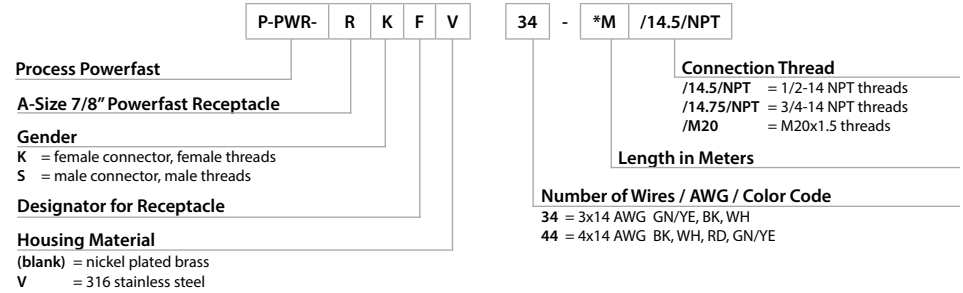 P-PWR- R K F V 34 - *M /14.5/NPT
Process Powerfast
A-Size 7/8” Powerfast Receptacle
Gender
K = female connector, female threads
S = male connector, male threads
Designator for Receptacle
Housing Material
(blank) = nickel plated brass
V = 316 stainless steel
Connection Thread
/14.5/NPT = 1/2-14 NPT threads
/14.75/NPT = 3/4-14 NPT threads
/M20 = M20x1.5 threads
Length in Meters
Number of Wires / AWG / Color Code
34 = 3x14 AWG GN/YE, BK, WH
44 = 4x14 AWG BK, WH, RD, GN/YE